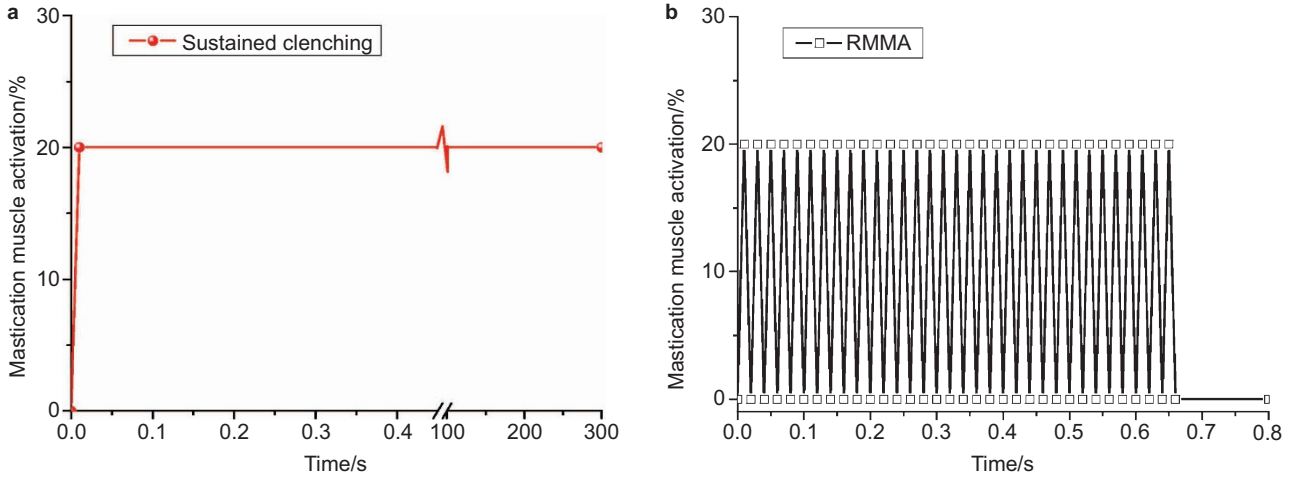 a
30
20
10
0
Mastication muscle activation/%
Sustained clenching
0.0 0.1 0.2 0.3 0.4 100 200 300
Time/s
b
30
20
10
0
Mastication muscle activation/%
RMMA
0.0 0.1 0.2 0.3 0.4 0.5 0.6 0.7 0.8
Time/s